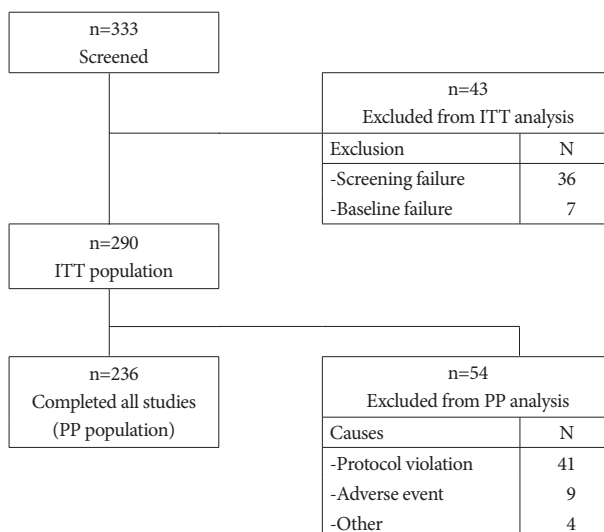 n=333
Screened
n=43
Excluded from ITT analysis
Exclusion N
-Screening failure 36
-Baseline failure 7
n=290
ITT population
n=236
Completed all studies
(PP population)
n=54
Excluded from PP analysis
Causes N
-Protocol violation 41
-Adverse event 9
-Other 4